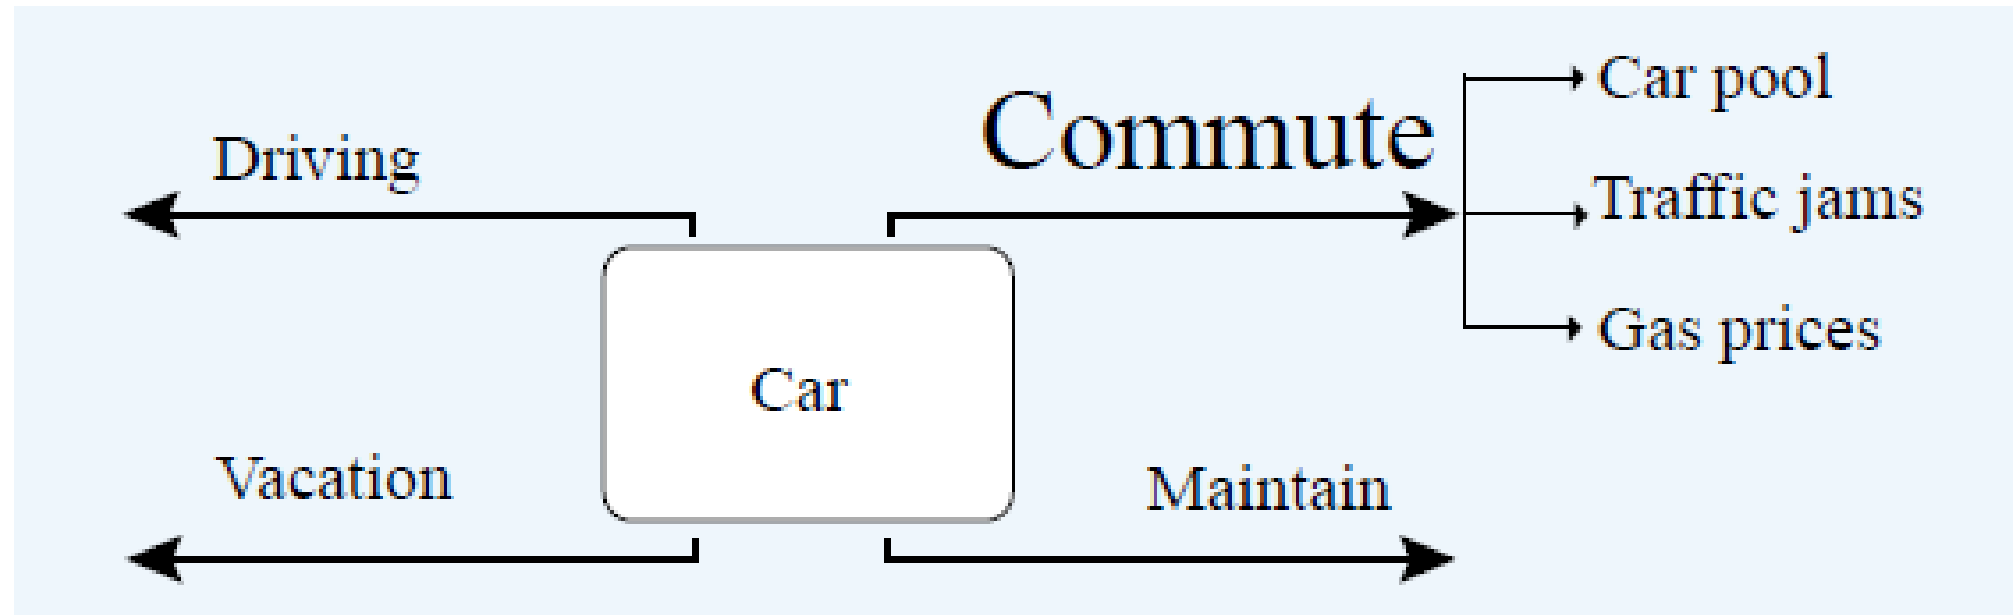 Driving
Commute
Car pool
Traffic jams
Gas prices
Car
Vacation
Maintain